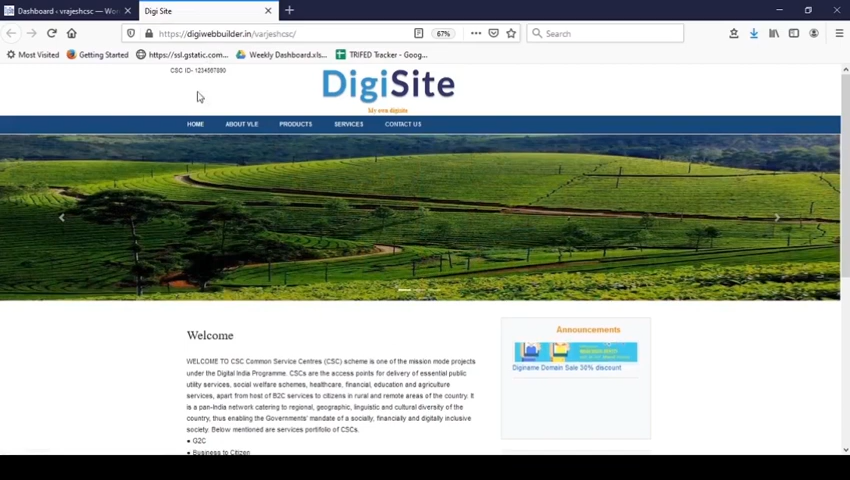 Dashboard ‹ vrajeshcsc — Wor
Digi Site
https://digiwebbuilder.in/varjeshcsc/
67%
Search
Most Visited
Getting Started
https://ssl.gstatic.com...
Weekly Dashboard.xls...
TRIFED Tracker - Goog...
CSC ID- 1234567890
DigiSite
My own digisite
HOME
ABOUT VLE
PRODUCTS
SERVICES
CONTACT US
Welcome
WELCOME TO CSC Common Service Centres (CSC) scheme is one of the mission mode projects
under the Digital India Programme. CSCs are the access points for delivery of essential public
utility services, social welfare schemes, healthcare, financial, education and agriculture
services, apart from host of B2C services to citizens in rural and remote areas of the country. It
is a pan-India network catering to regional, geographic, linguistic and cultural diversity of the
country, thus enabling the Governments' mandate of a socially, financially and digitally inclusive
society. Below mentioned are services portfolio of CSCs.
● G2C
● Business to Citizen
Announcements
Diginame Domain Sale 30% discount